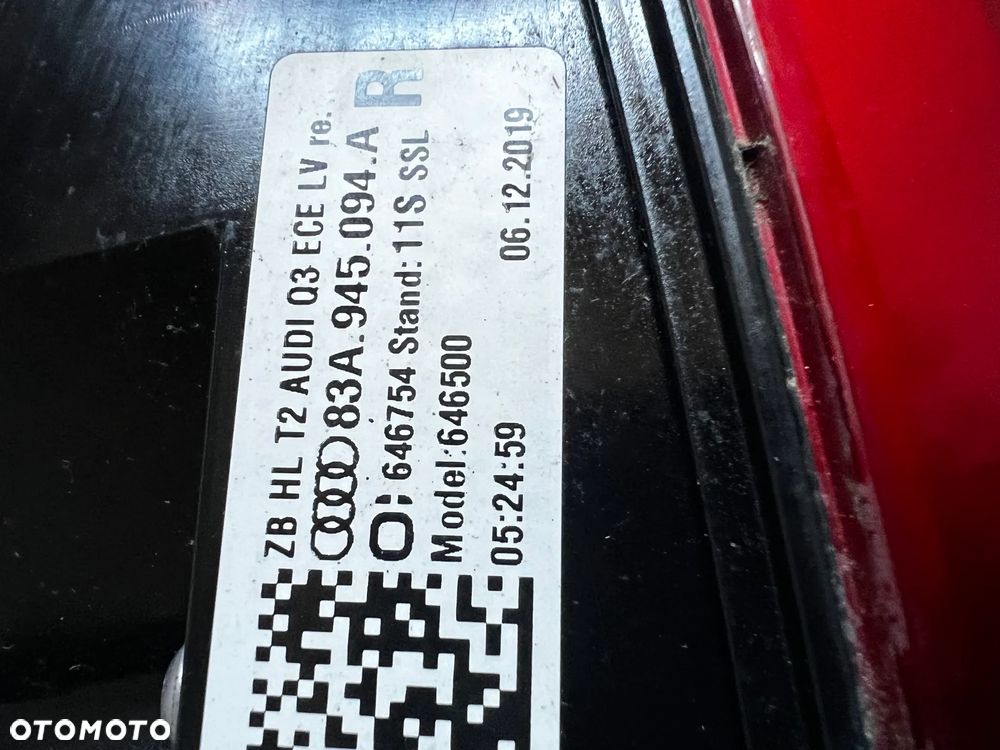 ZB HL T2 AUDI Q3 ECE LV re.
83A.945.094.A
R
646754 Stand:11S SSL
Model:646500
05:24:59 06.12.2019
OTOMOTO